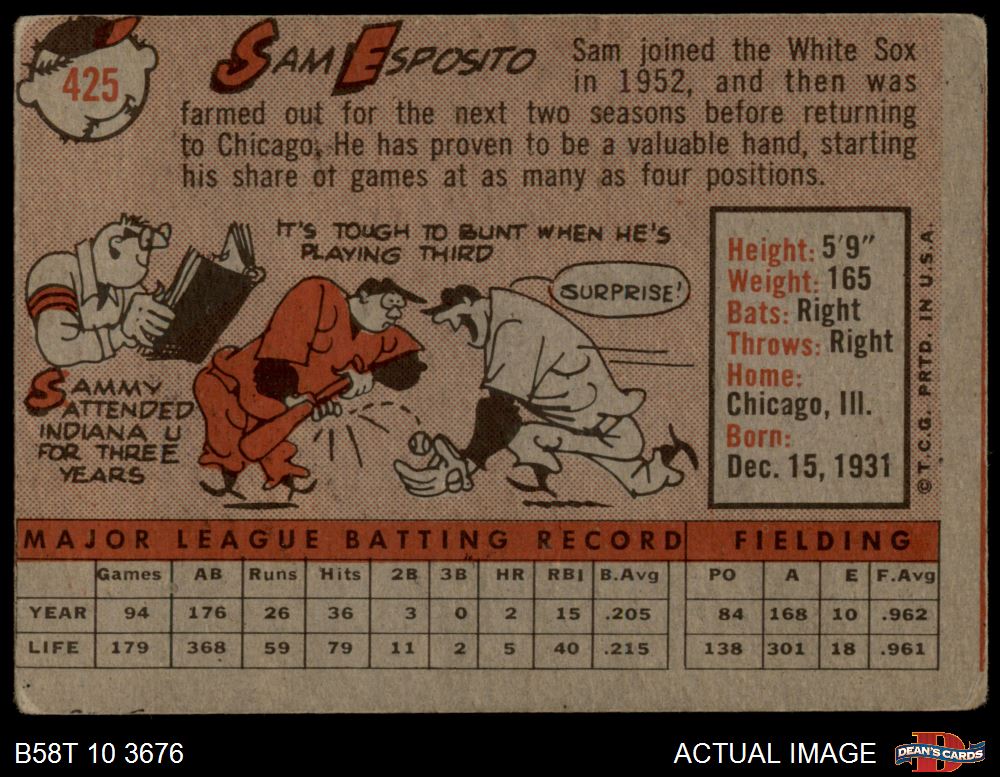 425
SAM ESPOSITO
Sam joined the White Sox
in 1952, and then was
farmed out for the next two seasons before returning
to Chicago. He has proven to be a valuable hand, starting
his share of games at as many as four positions.
IT'S TOUGH TO BUNT WHEN HE'S
PLAYING THIRD
SURPRISE!
SAMMY
ATTENDED
INDIANA U
FOR THREE
YEARS
Height: 5'9"
Weight: 165
Bats: Right
Throws: Right
Home:
Chicago, Ill.
Born:
Dec. 15, 1931
© T.C.G. PRTD. IN U.S.A.
MAJOR LEAGUE BATTING RECORD FIELDING
Games AB Runs Hits 2B 3B HR RBI B.Avg PO A E F.Avg
YEAR 94 176 26 36 3 0 2 15 .205 84 168 10 .962
LIFE 179 368 59 79 11 2 5 40 .215 138 301 18 .961
B58T 10 3676 ACTUAL IMAGE
DEAN'S CARDS